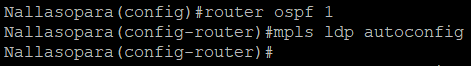 Nallasopara(config)#router ospf 1
Nallasopara(config-router)#mpls ldp autoconfig
Nallasopara(config-router)#